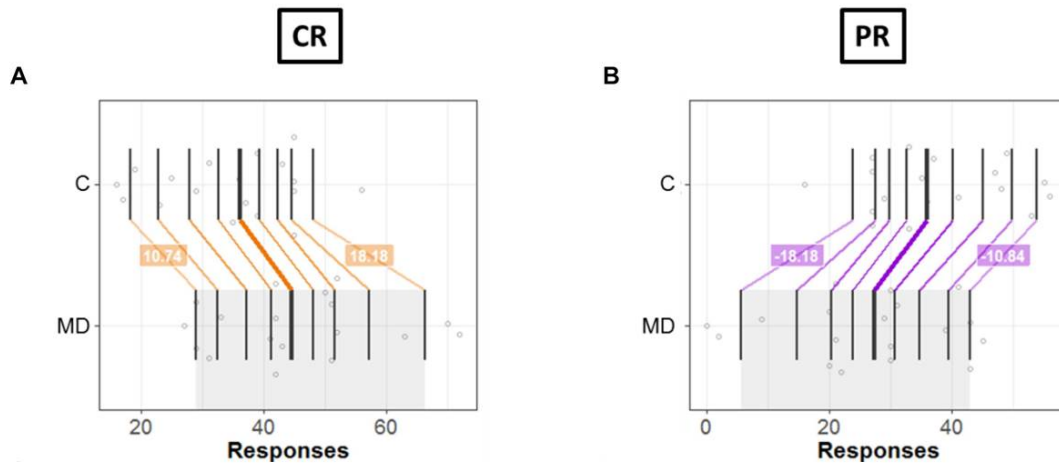 CR
PR
A
B
C
10.74
18.18
MD
20
40
60
Responses
C
-18.18
-10.84
MD
0
20
40
Responses